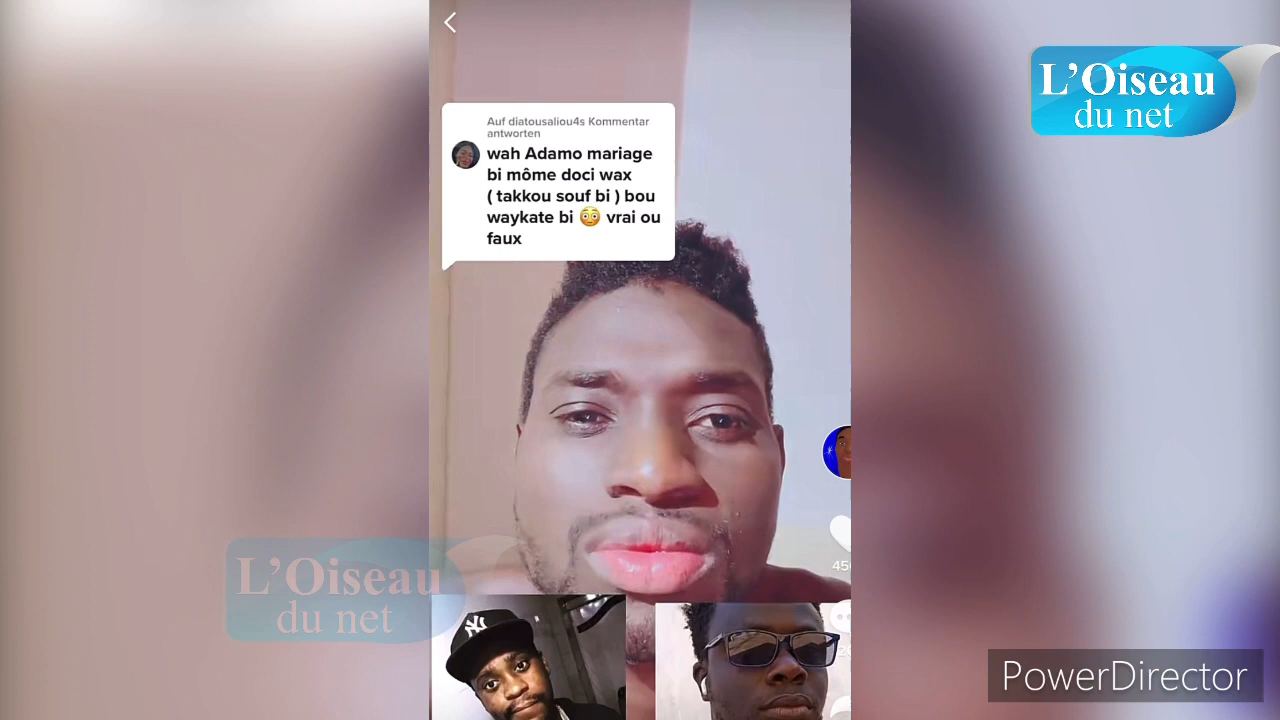 L'Oiseau
du net
Auf diatousaliou4s Kommentar
antworten
wah Adamo mariage
bi môme doci wax
( takkou souf bi ) bou
waykate bi 😳 vrai ou
faux
L'Oiseau
du net
NY
PowerDirector